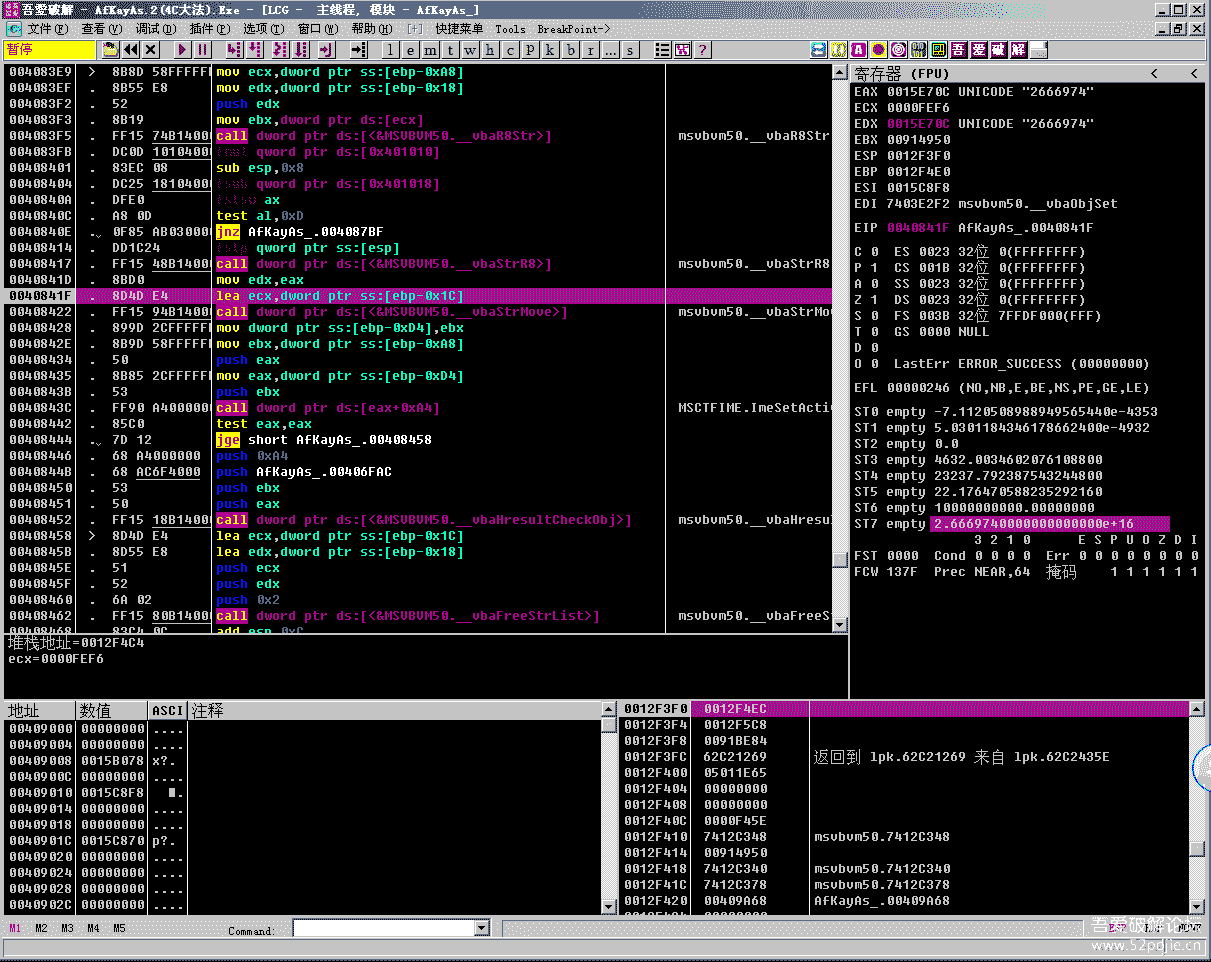 吾爱破解 - AfKayAs.2(4C大法).Exe - [LCG - 主线程, 模块 - AfKayAs_]
文件(F) 查看(V) 调试(D) 插件(P) 选项(T) 窗口(W) 帮助(H) [+] 快捷菜单 Tools BreakPoint->
暂停 l e m t w h c p k b r ... s ? A 吾 爱 破 解
004083E9 > 8B8D 58FFFFFF mov ecx,dword ptr ss:[ebp-0xA8]
004083EF . 8B55 E8 mov edx,dword ptr ss:[ebp-0x18]
004083F2 . 52 push edx
004083F3 . 8B19 mov ebx,dword ptr ds:[ecx]
004083F5 . FF15 74B14000 call dword ptr ds:[<&MSVBVM50.__vbaR8Str>] msvbvm50.__vbaR8Str
004083FB . DC0D 10104000 qword ptr ds:[0x401010]
00408401 . 83EC 08 sub esp,0x8
00408404 . DC25 18104000 qword ptr ds:[0x401018]
0040840A . DFE0 ax
0040840C . A8 0D test al,0xD
0040840E . 0F85 AB030000 jnz AfKayAs_.004087BF
00408414 . DD1C24 qword ptr ss:[esp]
00408417 . FF15 48B14000 call dword ptr ds:[<&MSVBVM50.__vbaStrR8>] msvbvm50.__vbaStrR8
0040841D . 8BD0 mov edx,eax
0040841F . 8D4D E4 lea ecx,dword ptr ss:[ebp-0x1C]
00408422 . FF15 94B14000 call dword ptr ds:[<&MSVBVM50.__vbaStrMove>] msvbvm50.__vbaStrMov
00408428 . 899D 2CFFFFFF mov dword ptr ss:[ebp-0xD4],ebx
0040842E . 8B9D 58FFFFFF mov ebx,dword ptr ss:[ebp-0xA8]
00408434 . 50 push eax
00408435 . 8B85 2CFFFFFF mov eax,dword ptr ss:[ebp-0xD4]
0040843B . 53 push ebx
0040843C . FF90 A4000000 call dword ptr ds:[eax+0xA4] MSCTFIME.ImeSetActi
00408442 . 85C0 test eax,eax
00408444 . 7D 12 jge short AfKayAs_.00408458
00408446 . 68 A4000000 push 0xA4
0040844B . 68 AC6F4000 push AfKayAs_.00406FAC
00408450 . 53 push ebx
00408451 . 50 push eax
00408452 . FF15 18B14000 call dword ptr ds:[<&MSVBVM50.__vbaHresultCheckObj>] msvbvm50.__vbaHresu
00408458 > 8D4D E4 lea ecx,dword ptr ss:[ebp-0x1C]
0040845B . 8D55 E8 lea edx,dword ptr ss:[ebp-0x18]
0040845E . 51 push ecx
0040845F . 52 push edx
00408460 . 6A 02 push 0x2
00408462 . FF15 80B14000 call dword ptr ds:[<&MSVBVM50.__vbaFreeStrList>] msvbvm50.__vbaFreeSt
00408468 . 83C4 0C add esp,0xC
堆栈地址=0012F4C4
ecx=0000FEF6
寄存器 (FPU) < <
EAX 0015E70C UNICODE "2666974"
ECX 0000FEF6
EDX 0015E70C UNICODE "2666974"
EBX 00914950
ESP 0012F3F0
EBP 0012F4E0
ESI 0015C8F8
EDI 7403E2F2 msvbvm50.__vbaObjSet
EIP 0040841F AfKayAs_.0040841F
C 0 ES 0023 32位 0(FFFFFFFF)
P 1 CS 001B 32位 0(FFFFFFFF)
A 0 SS 0023 32位 0(FFFFFFFF)
Z 1 DS 0023 32位 0(FFFFFFFF)
S 0 FS 003B 32位 7FFDF000(FFF)
T 0 GS 0000 NULL
D 0
O 0 LastErr ERROR_SUCCESS (00000000)
EFL 00000246 (NO,NB,E,BE,NS,PE,GE,LE)
ST0 empty -7.1120508988949565440e-4353
ST1 empty 5.0301184346178662400e-4932
ST2 empty 0.0
ST3 empty 4632.0034602076108800
ST4 empty 23237.792387543244800
ST5 empty 22.176470588235292160
ST6 empty 10000000000.00000000
ST7 empty 2.6669740000000000000e+16
3 2 1 0 E S P U O Z D I
FST 0000 Cond 0 0 0 0 Err 0 0 0 0 0 0 0 0
FCW 137F Prec NEAR,64 掩码 1 1 1 1 1 1
地址 数值 ASCI 注释
00409000 00000000 ....
00409004 00000000 ....
00409008 0015B078 x?.
0040900C 00000000 ....
00409010 0015C8F8 .
00409014 00000000 ....
00409018 00000000 ....
0040901C 0015C870 p?.
00409020 00000000 ....
00409024 00000000 ....
00409028 00000000 ....
0040902C 00000000 ....
0012F3F0 0012F4EC
0012F3F4 0012F5C8
0012F3F8 0091BE84
0012F3FC 62C21269 返回到 lpk.62C21269 来自 lpk.62C2435E
0012F400 05011E65
0012F404 00000000
0012F408 00000000
0012F40C 0000F45E
0012F410 7412C348 msvbvm50.7412C348
0012F414 00914950
0012F418 7412C340 msvbvm50.7412C340
0012F41C 7412C378 msvbvm50.7412C378
0012F420 00409A68 AfKayAs_.00409A68
M1 M2 M3 M4 M5 Command:
吾爱破解论坛
www.52pojie.cn